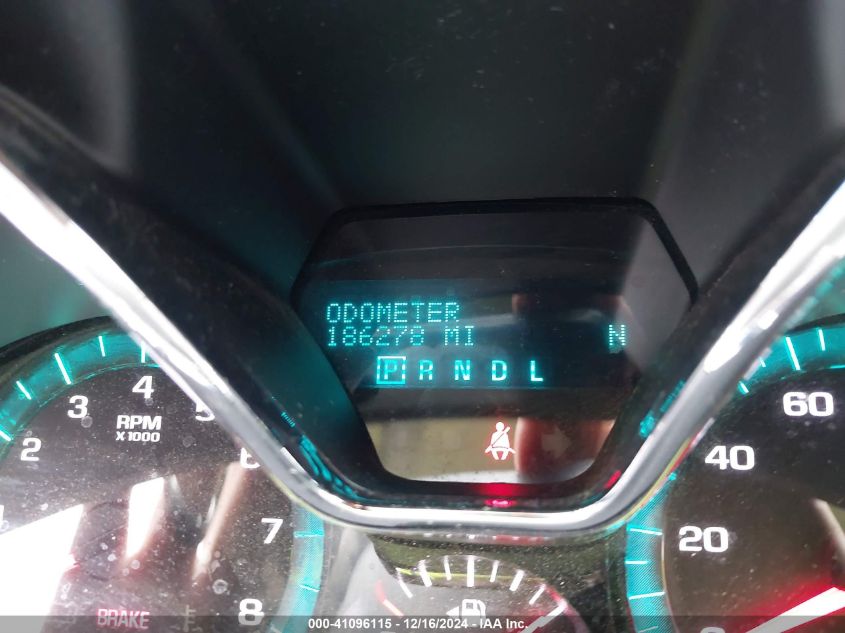 ODOMETER
186278 MI N
P R N D L
RPM
X1000
2 3 4 5 6 7 8
20 40 60
BRAKE
000-41096115 - 12/16/2024 - IAA Inc.